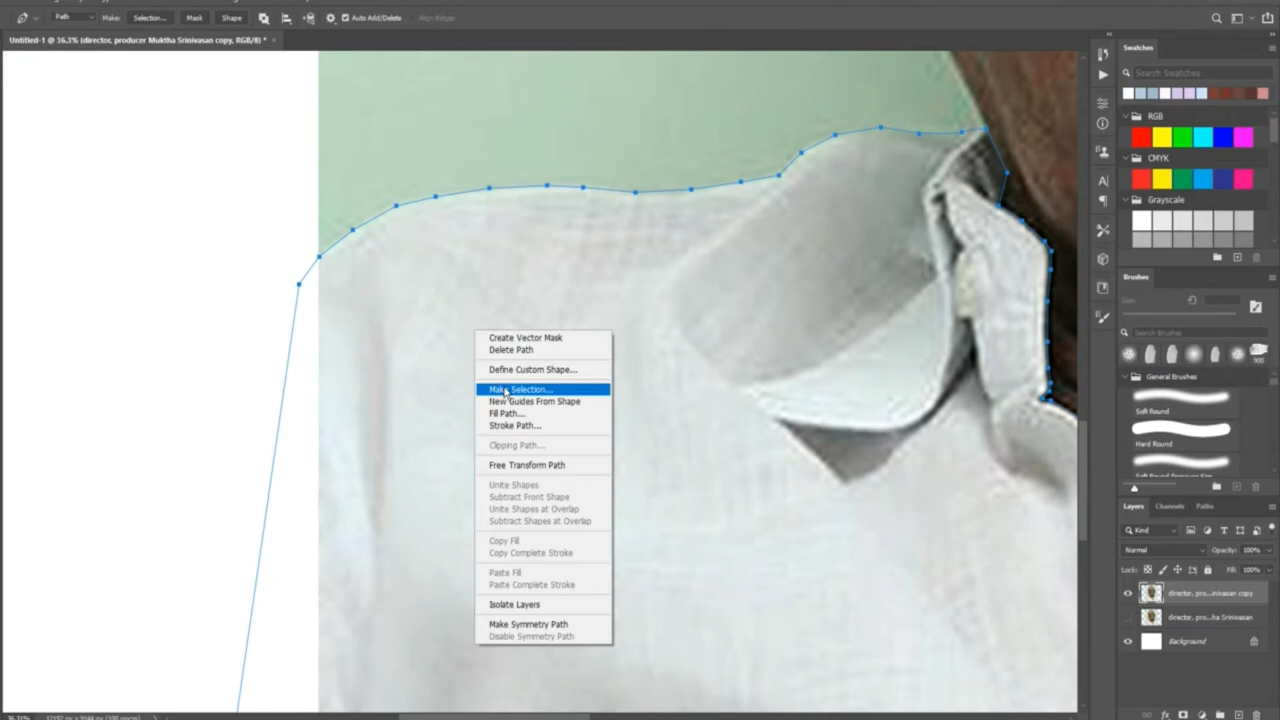 Path
Make:
Selection...
Mask
Shape
Auto Add/Delete
Align Edges
Untitled-1 @ 36.3% (director, producer Muktha Srinivasan copy, RGB/8) *
Create Vector Mask
Delete Path
Define Custom Shape...
Make Selection...
New Guides From Shape
Fill Path...
Stroke Path...
Clipping Path...
Free Transform Path
Unite Shapes
Subtract Front Shape
Unite Shapes at Overlap
Subtract Shapes at Overlap
Copy Fill
Copy Complete Stroke
Paste Fill
Paste Complete Stroke
Isolate Layers
Make Symmetry Path
Disable Symmetry Path
Swatches
Search Swatches
RGB
CMYK
Grayscale
Brushes
Size:
Search Brushes
900
General Brushes
Soft Round
Hard Round
Layers Channels Paths
Kind
Normal Opacity: 100%
Lock: Fill: 100%
director, pro...inivasan copy
director, pro...ha Srinivasan
Background